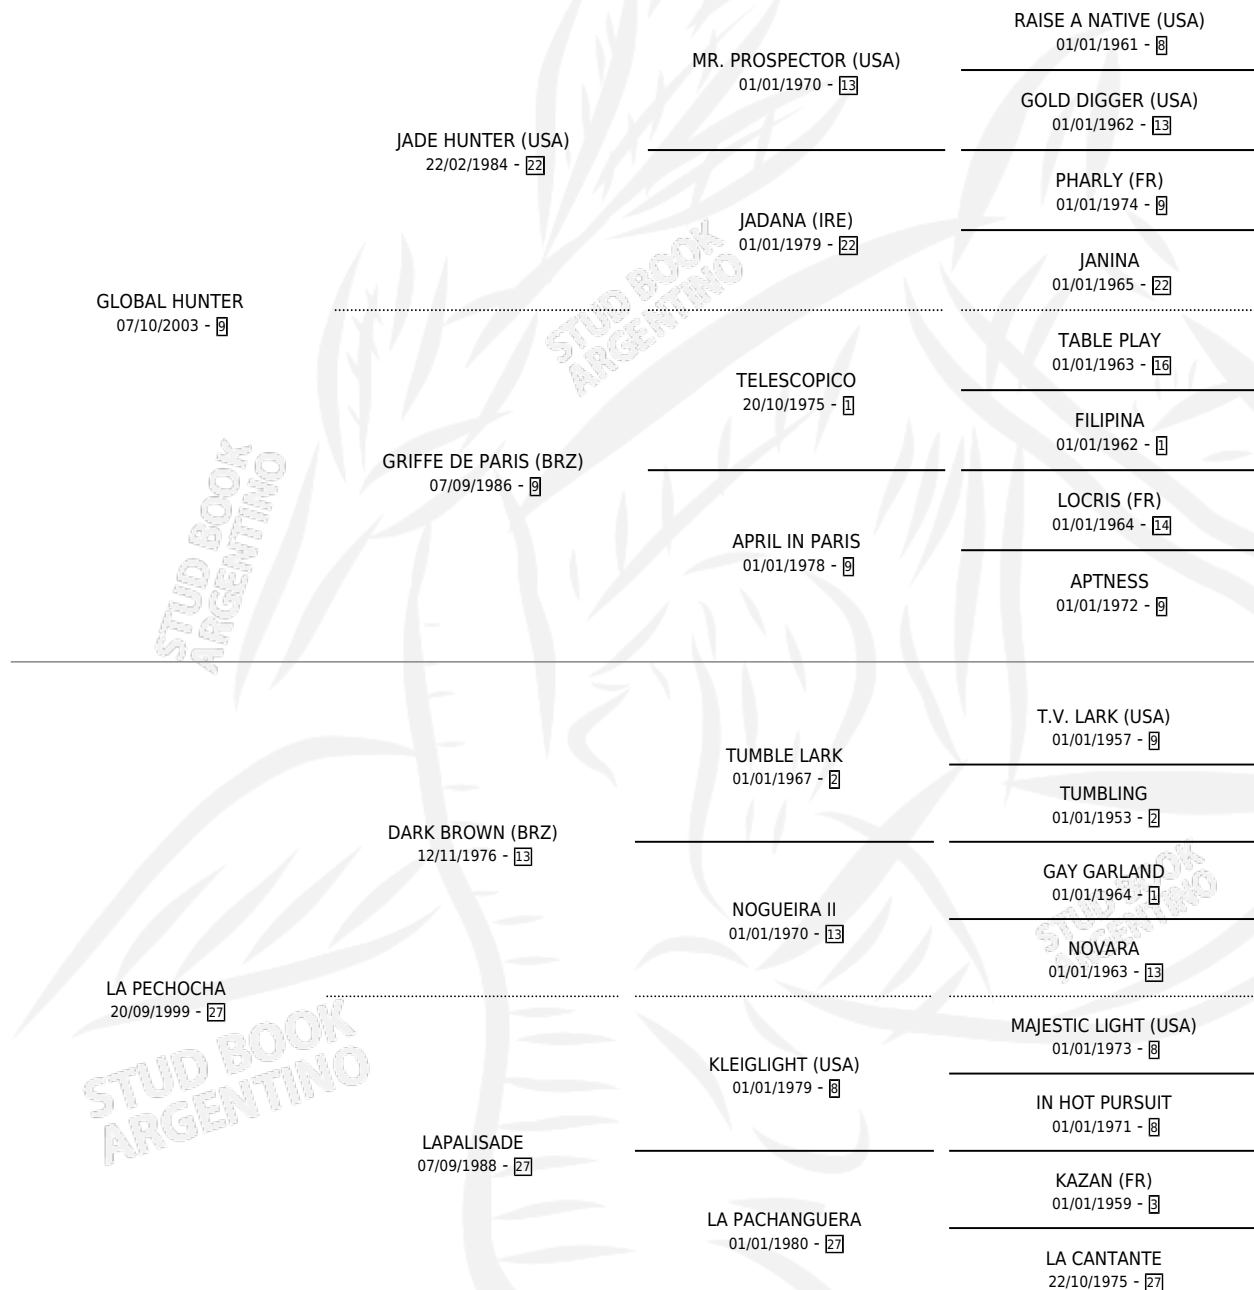 RAISE A NATIVE (USA)
01/01/1961 - 8
MR. PROSPECTOR (USA)
01/01/1970 - 13
GOLD DIGGER (USA)
01/01/1962 - 13
JADE HUNTER (USA)
22/02/1984 - 22
PHARLY (FR)
01/01/1974 - 9
JADANA (IRE)
01/01/1979 - 22
JANINA
01/01/1965 - 22
GLOBAL HUNTER
07/10/2003 - 9
TABLE PLAY
01/01/1963 - 16
TELESCOPICO
20/10/1975 - 1
FILIPINA
01/01/1962 - 1
GRIFFE DE PARIS (BRZ)
07/09/1986 - 9
LOCRIS (FR)
01/01/1964 - 14
APRIL IN PARIS
01/01/1978 - 9
APTNESS
01/01/1972 - 9
T.V. LARK (USA)
01/01/1957 - 9
TUMBLE LARK
01/01/1967 - 2
TUMBLING
01/01/1953 - 2
DARK BROWN (BRZ)
12/11/1976 - 13
GAY GARLAND
01/01/1964 - 1
NOGUEIRA II
01/01/1970 - 13
NOVARA
01/01/1963 - 13
LA PECHOCHA
20/09/1999 - 27
MAJESTIC LIGHT (USA)
01/01/1973 - 8
KLEIGLIGHT (USA)
01/01/1979 - 8
IN HOT PURSUIT
01/01/1971 - 8
LAPALISADE
07/09/1988 - 27
KAZAN (FR)
01/01/1959 - 3
LA PACHANGUERA
01/01/1980 - 27
LA CANTANTE
22/10/1975 - 27
STUD BOOK
ARGENTINO
STUD BOOK
ARGENTINO
STUD BOOK
ARGENTINO
STUD BOOK
ARGENTINO